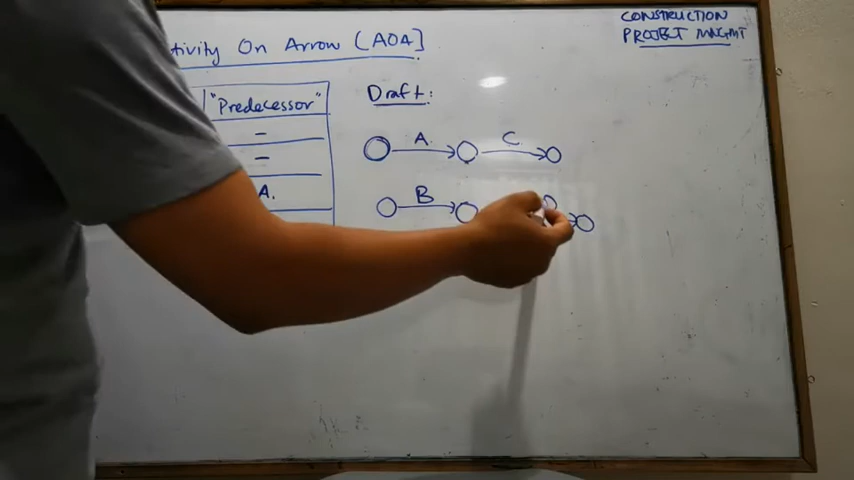 CONSTRUCTION
PROJECT MNGMT
tivity On Arrow (AOA]
"Predecessor"
Draft:
-
A C
-
A.
B